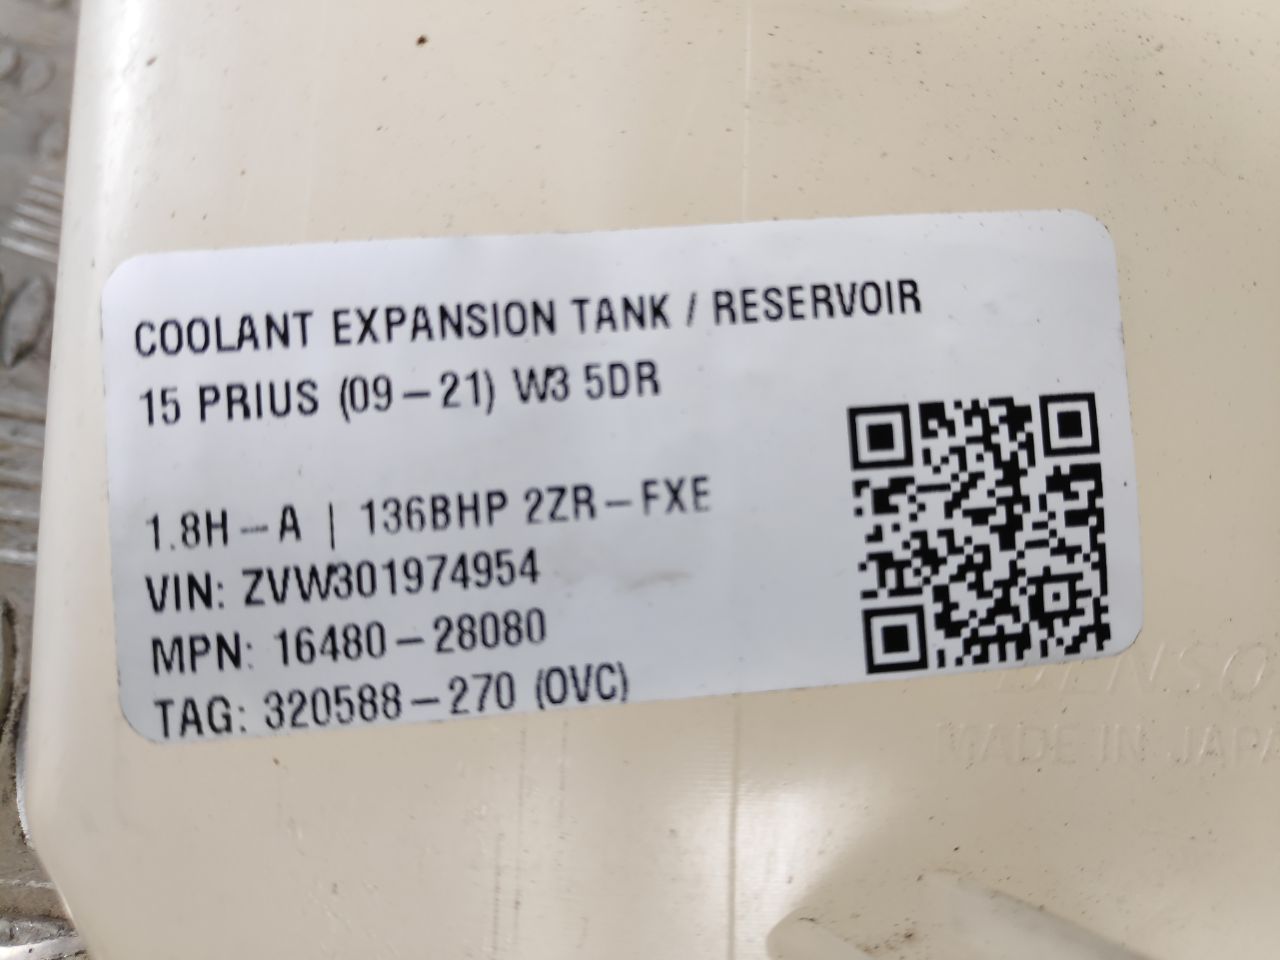 COOLANT EXPANSION TANK / RESERVOIR
15 PRIUS (09-21) W3 5DR
1.8H-A | 136BHP 2ZR-FXE
VIN: ZVW301974954
MPN: 16480-28080
TAG: 320588-270 (OVC)
DENSO
MADE IN JAPA